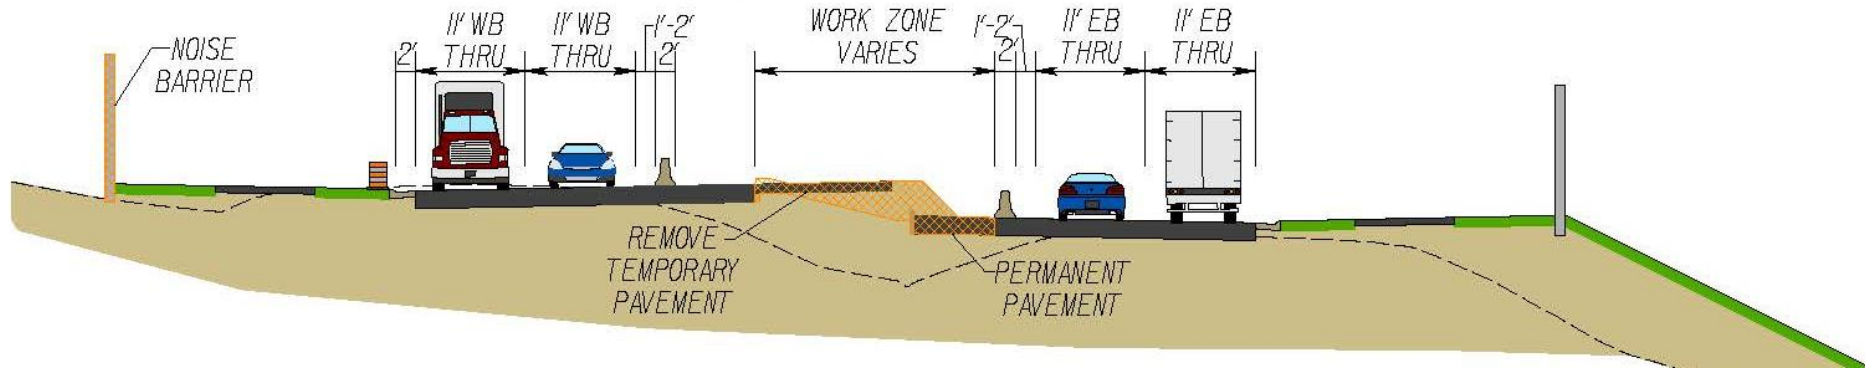 NOISE
BARRIER
2'
11' WB
THRU
11' WB
THRU
1'-2'
2'
WORK ZONE
VARIES
1'-2'
2'
11' EB
THRU
11' EB
THRU
REMOVE
TEMPORARY
PAVEMENT
PERMANENT
PAVEMENT